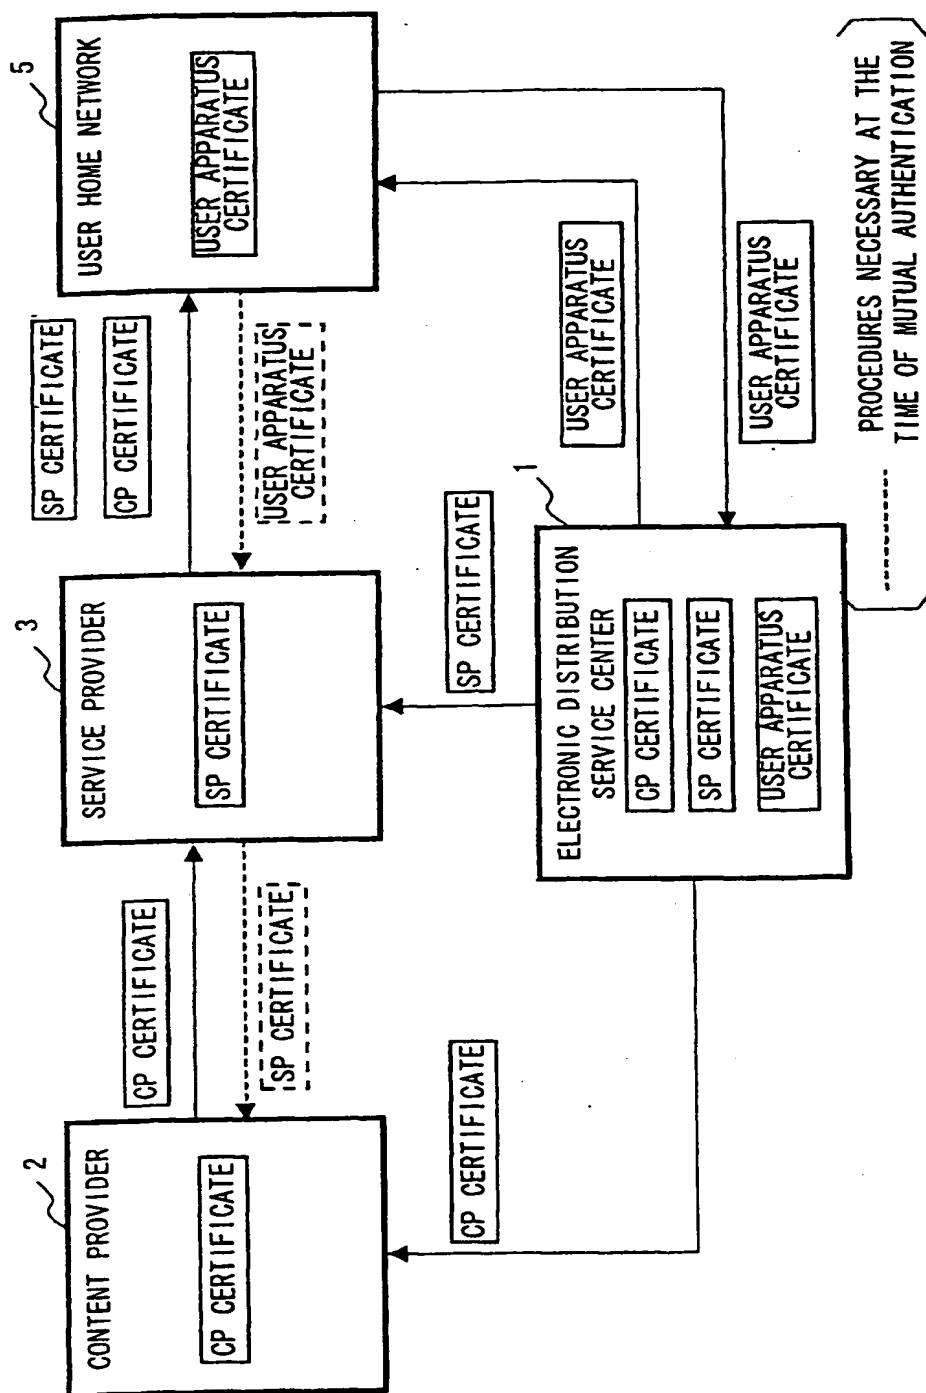 2
CONTENT PROVIDER
CP CERTIFICATE
CP CERTIFICATE
SP CERTIFICATE
3
SERVICE PROVIDER
SP CERTIFICATE
SP CERTIFICATE
CP CERTIFICATE
USER APPARATUS
CERTIFICATE
5
USER HOME NETWORK
USER APPARATUS
CERTIFICATE
CP CERTIFICATE
SP CERTIFICATE
1
ELECTRONIC DISTRIBUTION
SERVICE CENTER
CP CERTIFICATE
SP CERTIFICATE
USER APPARATUS
CERTIFICATE
USER APPARATUS
CERTIFICATE
USER APPARATUS
CERTIFICATE
PROCEDURES NECESSARY AT THE
TIME OF MUTUAL AUTHENTICATION